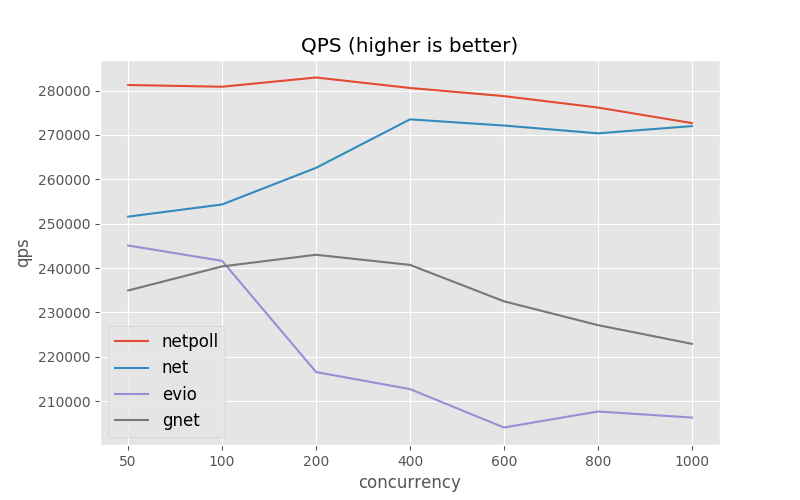 QPS (higher is better)
280000
270000
260000
250000
240000
230000
220000
210000
qps
netpoll
net
evio
gnet
50 100 200 400 600 800 1000
concurrency